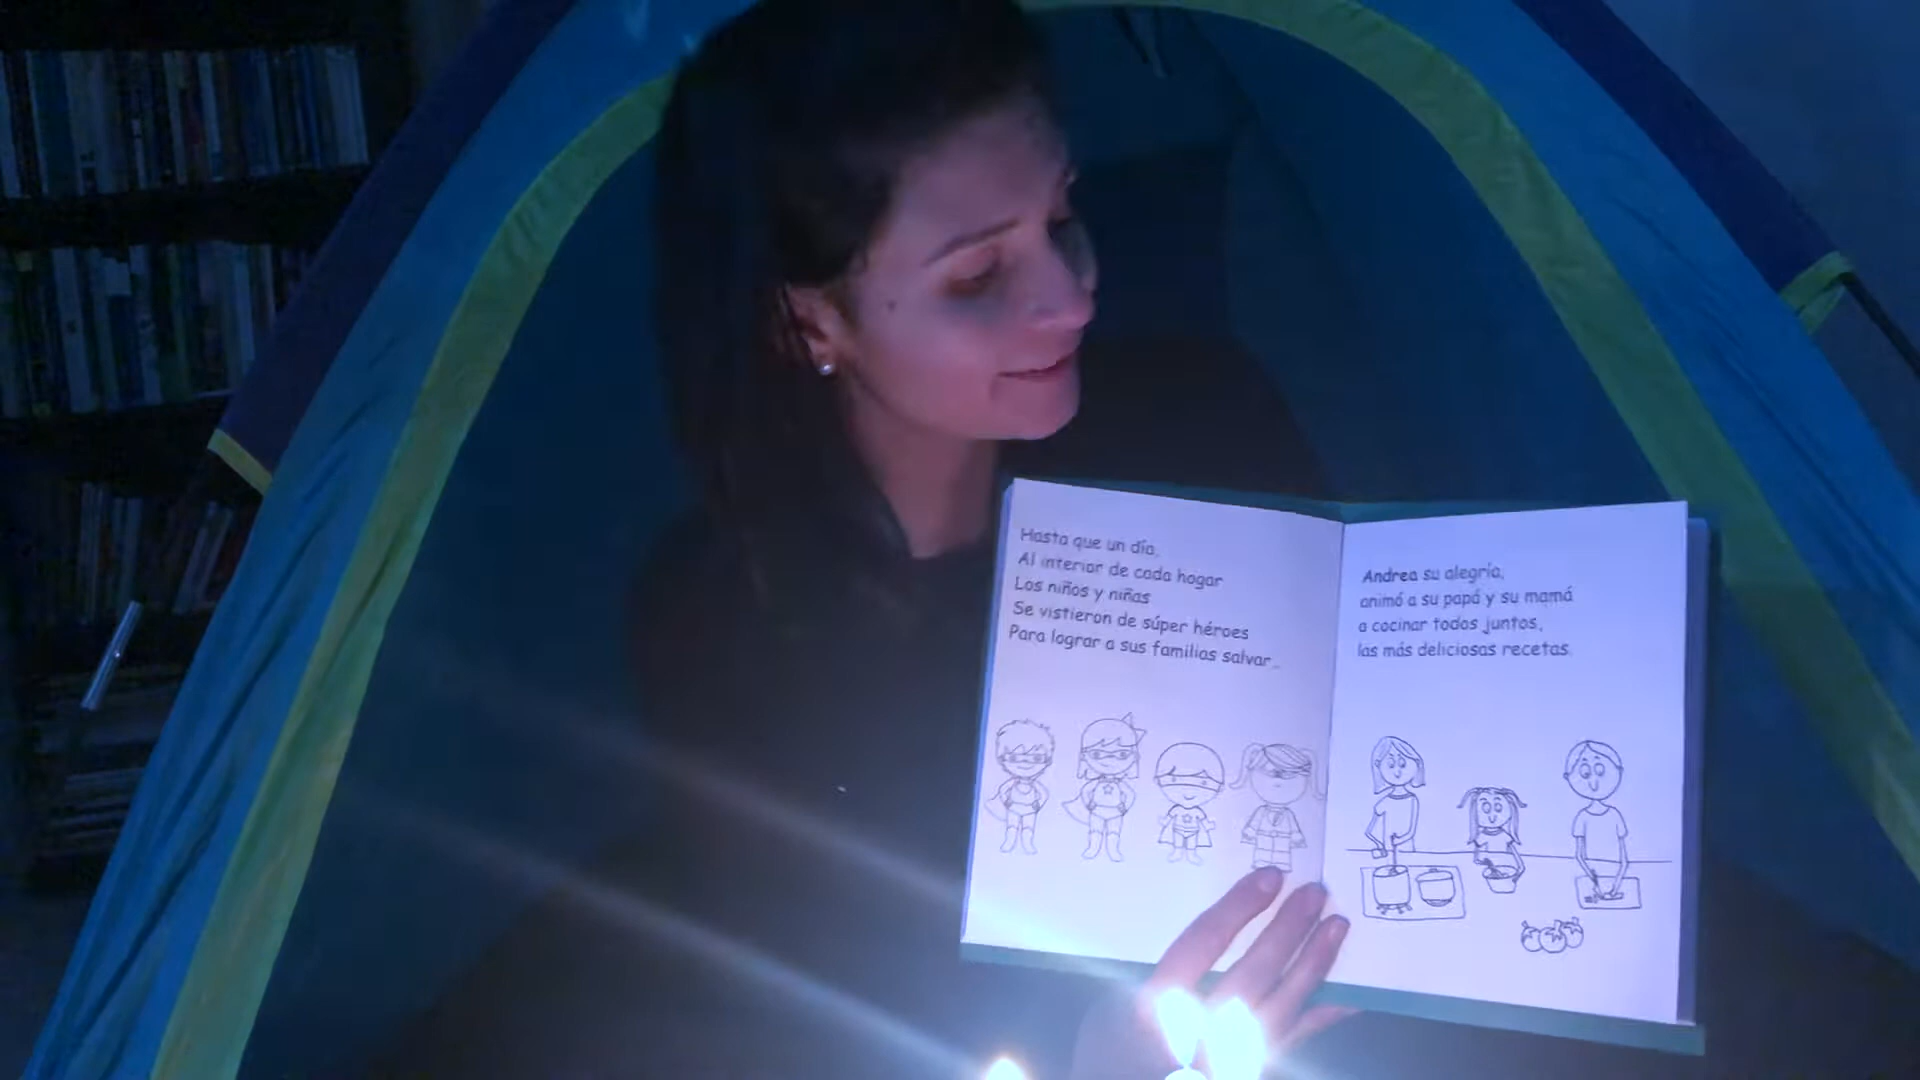 Hasta que un día,
Al interior de cada hogar
Los niños y niñas
Se vistieron de súper héroes
Para lograr a sus familias salvar...
Andrea su alegría,
animó a su papá y su mamá
a cocinar todos juntos,
las más deliciosas recetas.